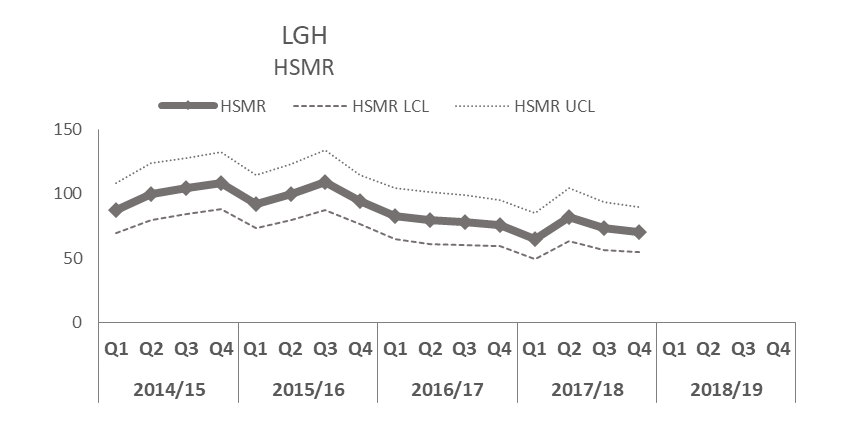 LGH
HSMR
HSMR HSMR LCL HSMR UCL
150
100
50
0
Q1 Q2 Q3 Q4 Q1 Q2 Q3 Q4 Q1 Q2 Q3 Q4 Q1 Q2 Q3 Q4 Q1 Q2 Q3 Q4
2014/15 2015/16 2016/17 2017/18 2018/19